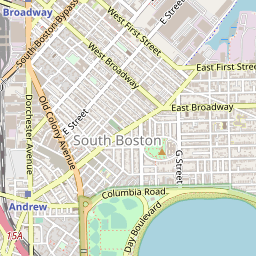 Broadway
West First Street
E Street
South Boston Bypass
West Broadway
East First Street
East Broadway
E Street
Old Colony Avenue
Dorchester Avenue
South Boston
G Street
Columbia Road
Andrew
Day Boulevard
15A